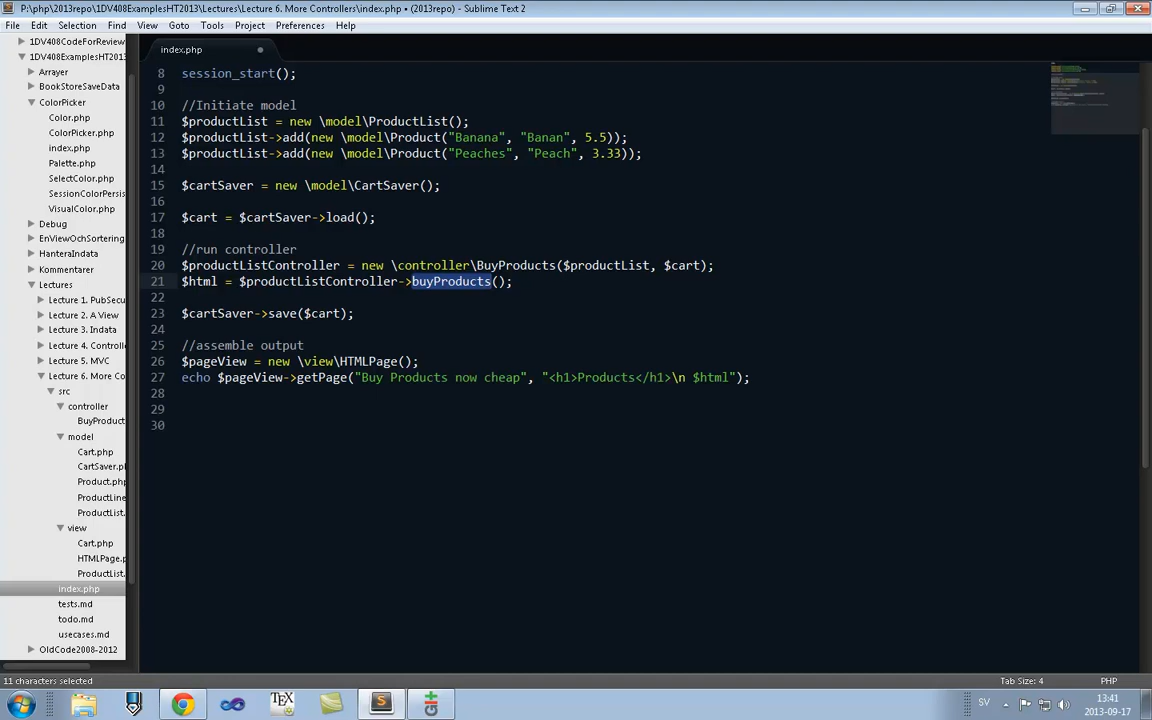 P:\php\2013repo\1DV408ExamplesHT2013\Lectures\Lecture 6. More Controllers\index.php • (2013repo) - Sublime Text 2
File Edit Selection Find View Goto Tools Project Preferences Help
1DV408CodeForReview
1DV408ExamplesHT2013
Arrayer
BookStoreSaveData
ColorPicker
Color.php
ColorPicker.php
index.php
Palette.php
SelectColor.php
SessionColorPersis
VisualColor.php
Debug
EnViewOchSortering
HanteraIndata
Kommentarer
Lectures
Lecture 1. PubSec
Lecture 2. A View
Lecture 3. Indata
Lecture 4. Controll
Lecture 5. MVC
Lecture 6. More Co
src
controller
BuyProduct
model
Cart.php
CartSaver.pl
Product.php
ProductLine
ProductList.
view
Cart.php
HTMLPage.p
ProductList.
index.php
tests.md
todo.md
usecases.md
OldCode2008-2012
index.php
8 session_start();
9
10 //Initiate model
11 $productList = new \model\ProductList();
12 $productList->add(new \model\Product("Banana", "Banan", 5.5));
13 $productList->add(new \model\Product("Peaches", "Peach", 3.33));
14
15 $cartSaver = new \model\CartSaver();
16
17 $cart = $cartSaver->load();
18
19 //run controller
20 $productListController = new \controller\BuyProducts($productList, $cart);
21 $html = $productListController->buyProducts();
22
23 $cartSaver->save($cart);
24
25 //assemble output
26 $pageView = new \view\HTMLPage();
27 echo $pageView->getPage("Buy Products now cheap", "<h1>Products</h1>\n $html");
28
29
30
11 characters selected Tab Size: 4 PHP
TEX SV 13:41
2013-09-17